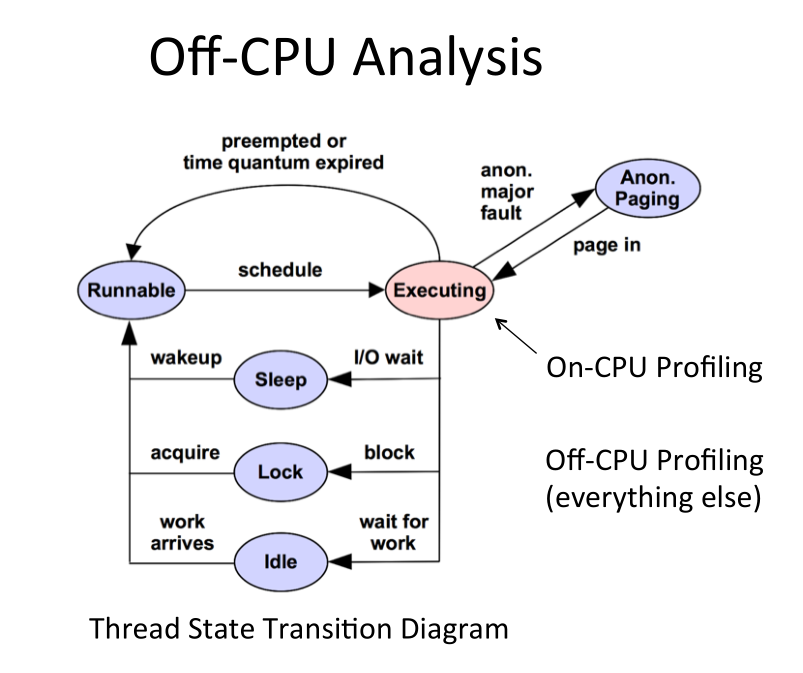 Off-CPU Analysis
preempted or
time quantum expired
anon.
major
fault
Anon.
Paging
page in
schedule
Runnable
Executing
On-CPU Profiling
wakeup
Sleep
I/O wait
acquire
Lock
block
Off-CPU Profiling
(everything else)
work
arrives
Idle
wait for
work
Thread State Transition Diagram